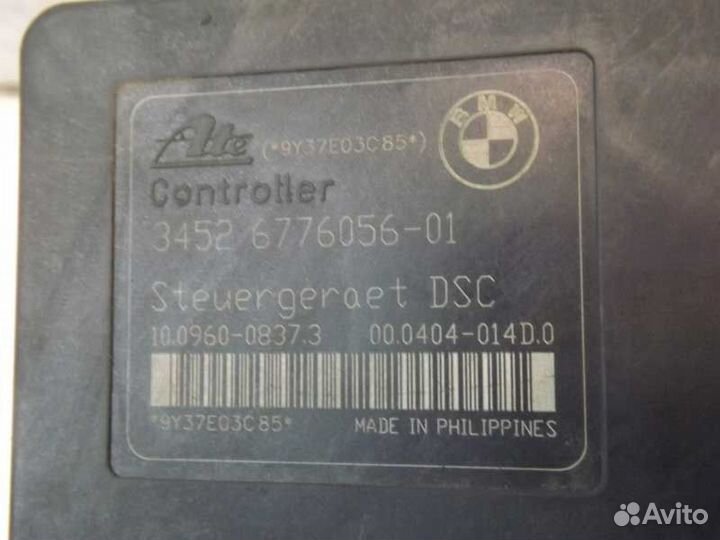 Ate (*9Y37E03C85*) BMW
Controller
3452 6776056-01
Steuergeraet DSC
10.0960-0837.3 00.0404-014D.0
*9Y37E03C85* MADE IN PHILIPPINES
Avito